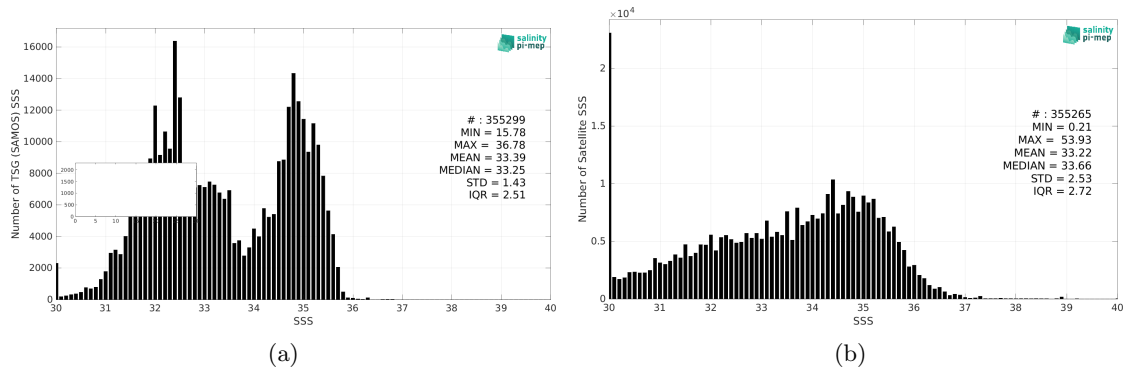 salinity
pi-mep
Number of TSG (SAMOS) SSS
16000
14000
12000
10000
8000
6000
4000
2000
0
2000
1500
1000
500
0
0 5 10
# : 355299
MIN = 15.78
MAX = 36.78
MEAN = 33.39
MEDIAN = 33.25
STD = 1.43
IQR = 2.51
30 31 32 33 34 35 36 37 38 39 40
SSS
(a)
×10⁴
salinity
pi-mep
Number of Satellite SSS
2
1.5
1
0.5
0
# : 355265
MIN = 0.21
MAX = 53.93
MEAN = 33.22
MEDIAN = 33.66
STD = 2.53
IQR = 2.72
30 31 32 33 34 35 36 37 38 39 40
SSS
(b)